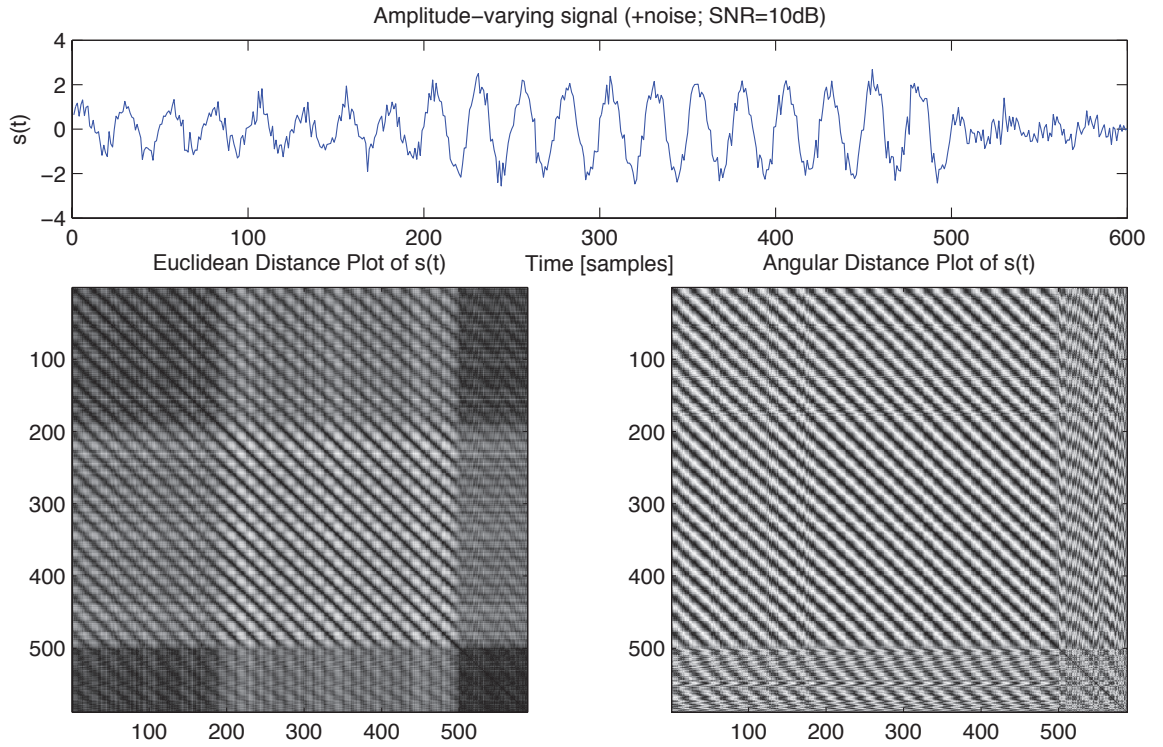 Amplitude−varying signal (+noise; SNR=10dB)
4
2
0
−2
−4
s(t)
0 100 200 300 400 500 600
Euclidean Distance Plot of s(t) Time [samples] Angular Distance Plot of s(t)
100 100
200 200
300 300
400 400
500 500
100 200 300 400 500 100 200 300 400 500